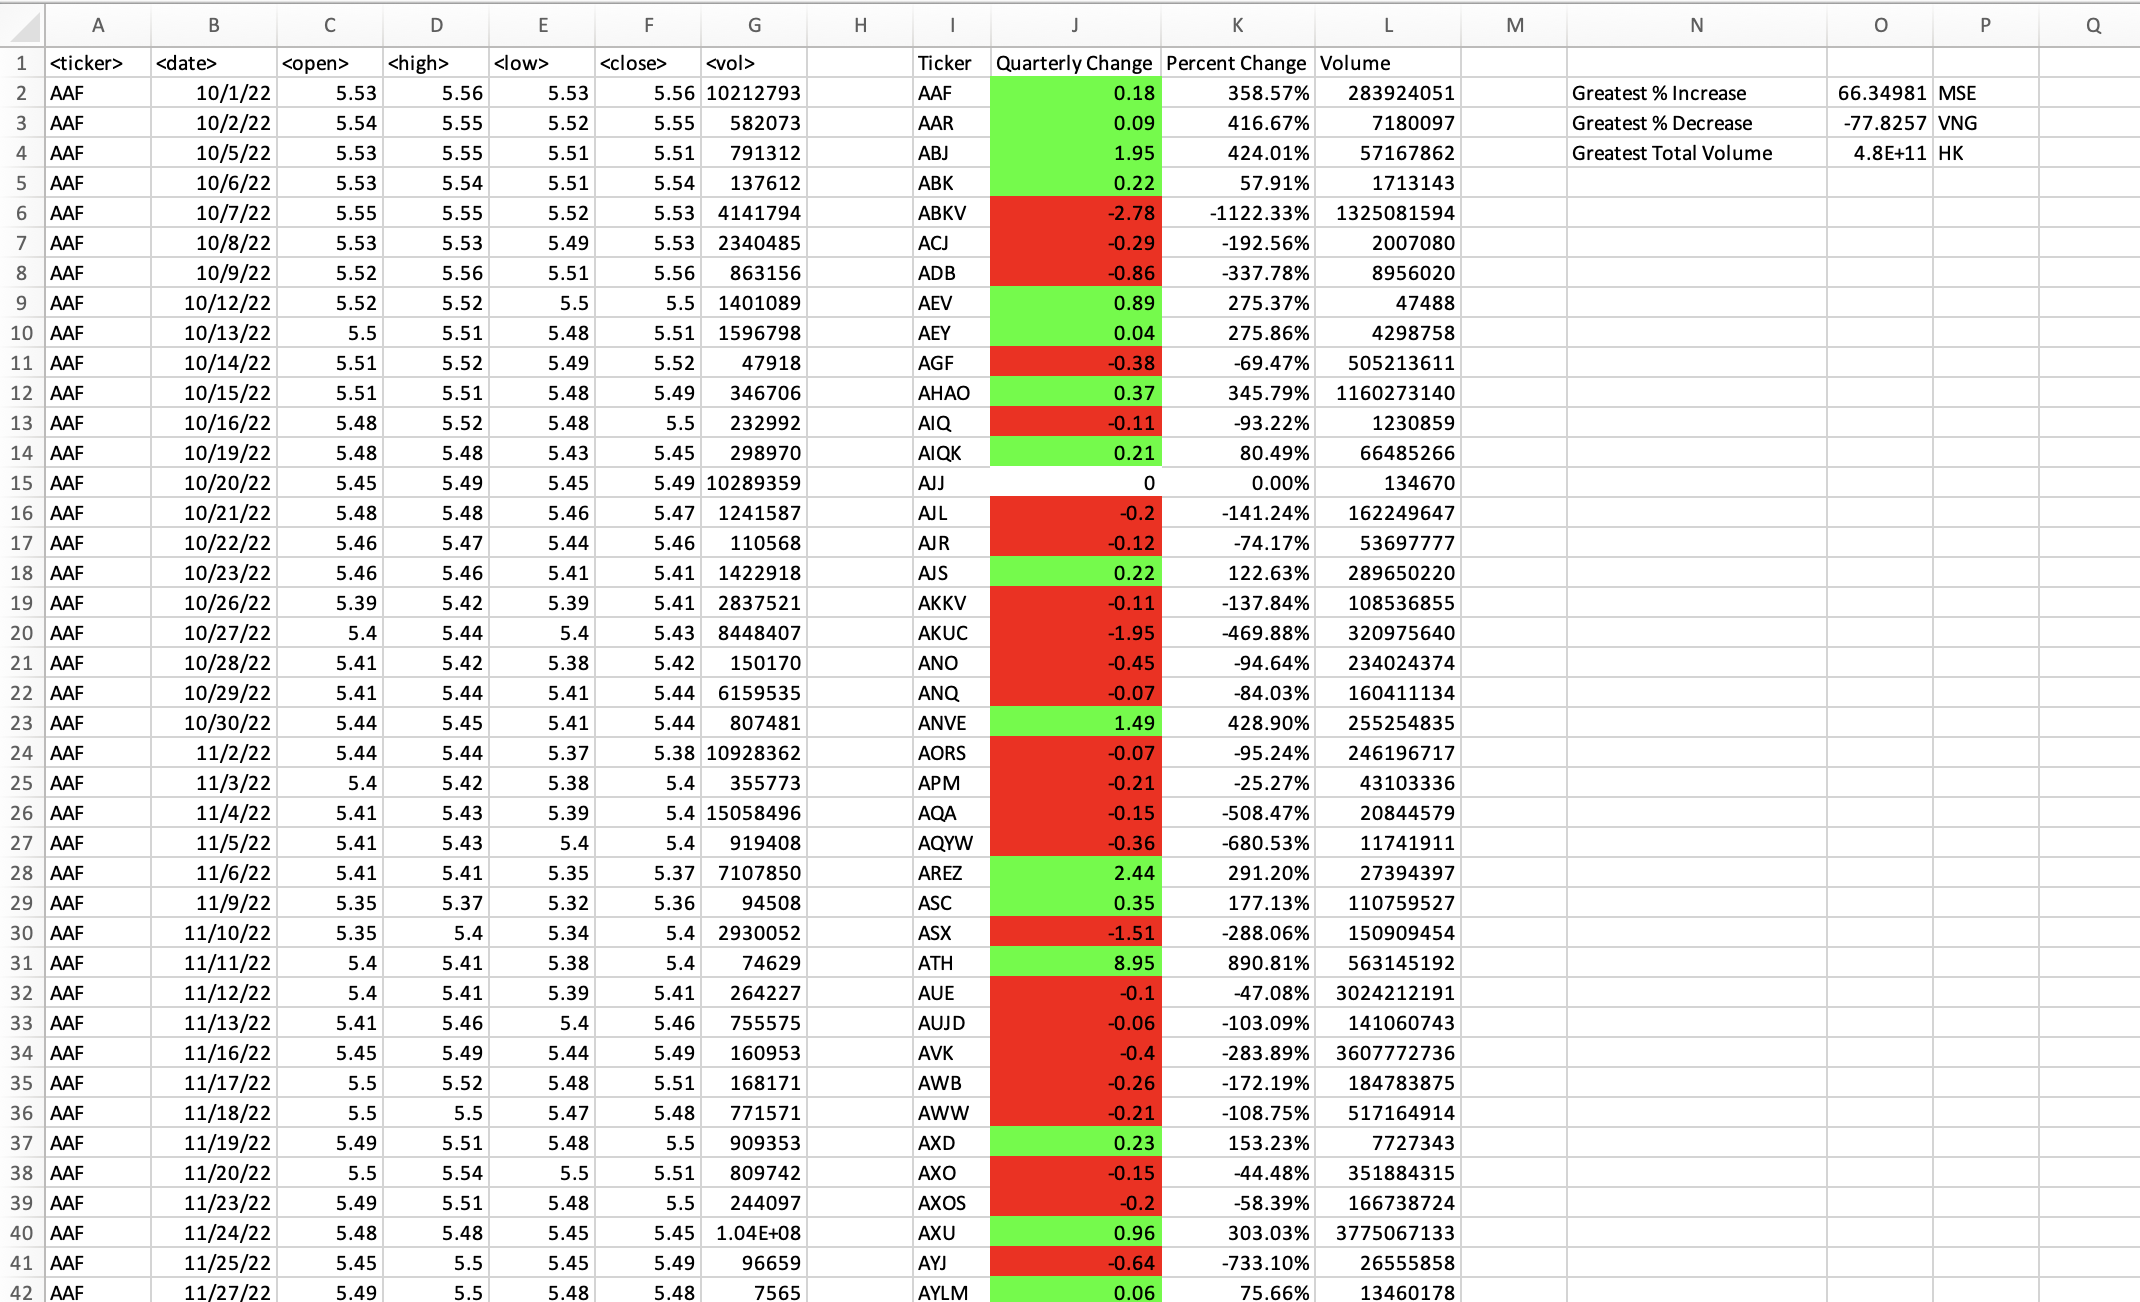 A B C D E F G H I J K L M N O P Q
1 <ticker> <date> <open> <high> <low> <close> <vol> Ticker Quarterly Change Percent Change Volume
2 AAF 10/1/22 5.53 5.56 5.53 5.56 10212793 AAF 0.18 358.57% 283924051 Greatest % Increase 66.34981 MSE
3 AAF 10/2/22 5.54 5.55 5.52 5.55 582073 AAR 0.09 416.67% 7180097 Greatest % Decrease -77.8257 VNG
4 AAF 10/5/22 5.53 5.55 5.51 5.51 791312 ABJ 1.95 424.01% 57167862 Greatest Total Volume 4.8E+11 HK
5 AAF 10/6/22 5.53 5.54 5.51 5.54 137612 ABK 0.22 57.91% 1713143
6 AAF 10/7/22 5.55 5.55 5.52 5.53 4141794 ABKV -2.78 -1122.33% 1325081594
7 AAF 10/8/22 5.53 5.53 5.49 5.53 2340485 ACJ -0.29 -192.56% 2007080
8 AAF 10/9/22 5.52 5.56 5.51 5.56 863156 ADB -0.86 -337.78% 8956020
9 AAF 10/12/22 5.52 5.52 5.5 5.5 1401089 AEV 0.89 275.37% 47488
10 AAF 10/13/22 5.5 5.51 5.48 5.51 1596798 AEY 0.04 275.86% 4298758
11 AAF 10/14/22 5.51 5.52 5.49 5.52 47918 AGF -0.38 -69.47% 505213611
12 AAF 10/15/22 5.51 5.51 5.48 5.49 346706 AHAO 0.37 345.79% 1160273140
13 AAF 10/16/22 5.48 5.52 5.48 5.5 232992 AIQ -0.11 -93.22% 1230859
14 AAF 10/19/22 5.48 5.48 5.43 5.45 298970 AIQK 0.21 80.49% 66485266
15 AAF 10/20/22 5.45 5.49 5.45 5.49 10289359 AJJ 0 0.00% 134670
16 AAF 10/21/22 5.48 5.48 5.46 5.47 1241587 AJL -0.2 -141.24% 162249647
17 AAF 10/22/22 5.46 5.47 5.44 5.46 110568 AJR -0.12 -74.17% 53697777
18 AAF 10/23/22 5.46 5.46 5.41 5.41 1422918 AJS 0.22 122.63% 289650220
19 AAF 10/26/22 5.39 5.42 5.39 5.41 2837521 AKKV -0.11 -137.84% 108536855
20 AAF 10/27/22 5.4 5.44 5.4 5.43 8448407 AKUC -1.95 -469.88% 320975640
21 AAF 10/28/22 5.41 5.42 5.38 5.42 150170 ANO -0.45 -94.64% 234024374
22 AAF 10/29/22 5.41 5.44 5.41 5.44 6159535 ANQ -0.07 -84.03% 160411134
23 AAF 10/30/22 5.44 5.45 5.41 5.44 807481 ANVE 1.49 428.90% 255254835
24 AAF 11/2/22 5.44 5.44 5.37 5.38 10928362 AORS -0.07 -95.24% 246196717
25 AAF 11/3/22 5.4 5.42 5.38 5.4 355773 APM -0.21 -25.27% 43103336
26 AAF 11/4/22 5.41 5.43 5.39 5.4 15058496 AQA -0.15 -508.47% 20844579
27 AAF 11/5/22 5.41 5.43 5.4 5.4 919408 AQYW -0.36 -680.53% 11741911
28 AAF 11/6/22 5.41 5.41 5.35 5.37 7107850 AREZ 2.44 291.20% 27394397
29 AAF 11/9/22 5.35 5.37 5.32 5.36 94508 ASC 0.35 177.13% 110759527
30 AAF 11/10/22 5.35 5.4 5.34 5.4 2930052 ASX -1.51 -288.06% 150909454
31 AAF 11/11/22 5.4 5.41 5.38 5.4 74629 ATH 8.95 890.81% 563145192
32 AAF 11/12/22 5.4 5.41 5.39 5.41 264227 AUE -0.1 -47.08% 3024212191
33 AAF 11/13/22 5.41 5.46 5.4 5.46 755575 AUJD -0.06 -103.09% 141060743
34 AAF 11/16/22 5.45 5.49 5.44 5.49 160953 AVK -0.4 -283.89% 3607772736
35 AAF 11/17/22 5.5 5.52 5.48 5.51 168171 AWB -0.26 -172.19% 184783875
36 AAF 11/18/22 5.5 5.5 5.47 5.48 771571 AWW -0.21 -108.75% 517164914
37 AAF 11/19/22 5.49 5.51 5.48 5.5 909353 AXD 0.23 153.23% 7727343
38 AAF 11/20/22 5.5 5.54 5.5 5.51 809742 AXO -0.15 -44.48% 351884315
39 AAF 11/23/22 5.49 5.51 5.48 5.5 244097 AXOS -0.2 -58.39% 166738724
40 AAF 11/24/22 5.48 5.48 5.45 5.45 1.04E+08 AXU 0.96 303.03% 3775067133
41 AAF 11/25/22 5.45 5.5 5.45 5.49 96659 AYJ -0.64 -733.10% 26555858
42 AAF 11/27/22 5.49 5.5 5.48 5.48 7565 AYLM 0.06 75.66% 13460178